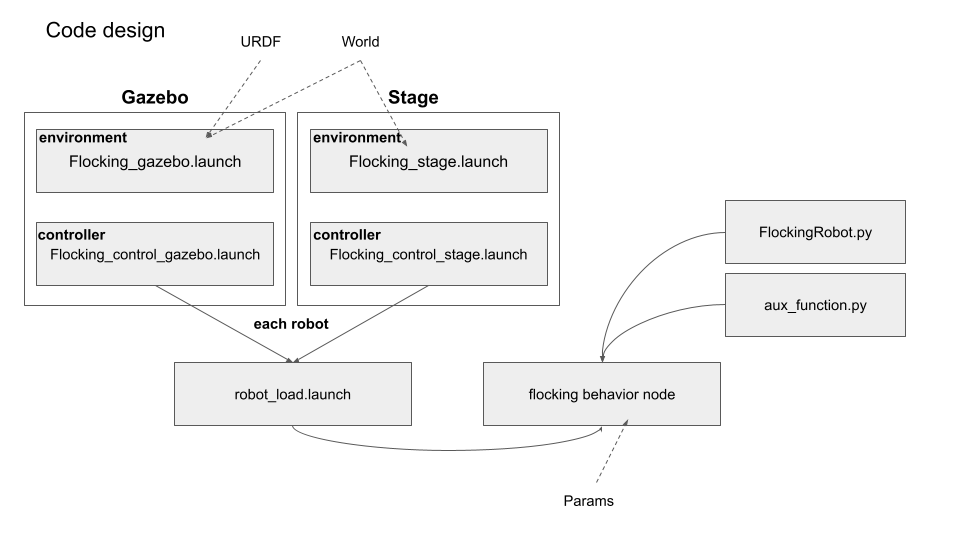 Code design
URDF
World
Gazebo
Stage
environment
Flocking_gazebo.launch
environment
Flocking_stage.launch
controller
Flocking_control_gazebo.launch
controller
Flocking_control_stage.launch
FlockingRobot.py
aux_function.py
each robot
robot_load.launch
flocking behavior node
Params